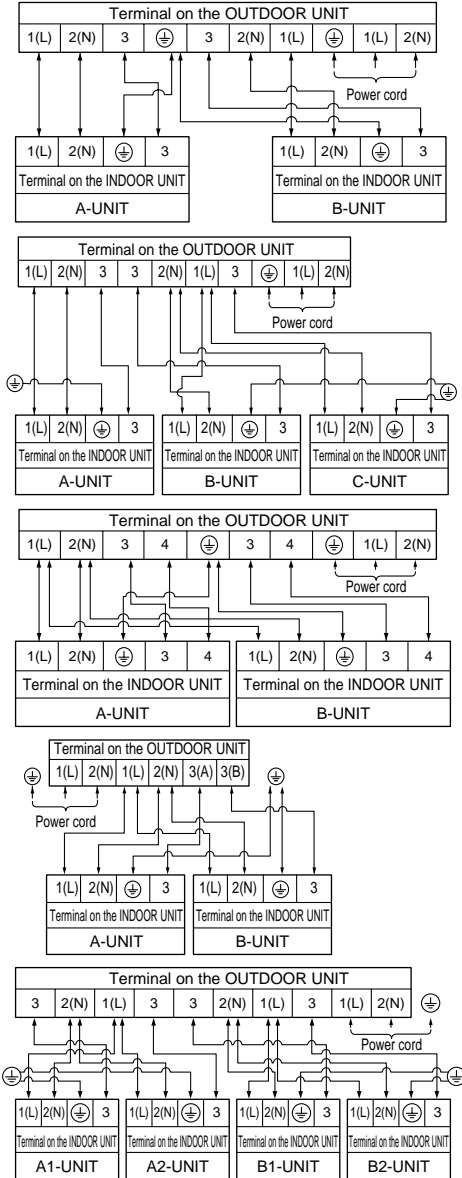 Terminal on the OUTDOOR UNIT
1(L) 2(N) 3 ⏚ 3 2(N) 1(L) ⏚ 1(L) 2(N)
Power cord
1(L) 2(N) ⏚ 3 1(L) 2(N) ⏚ 3
Terminal on the INDOOR UNIT Terminal on the INDOOR UNIT
A-UNIT B-UNIT
Terminal on the OUTDOOR UNIT
1(L) 2(N) 3 3 2(N) 1(L) 3 ⏚ 1(L) 2(N)
Power cord
⏚ ⏚
1(L) 2(N) ⏚ 3 1(L) 2(N) ⏚ 3 1(L) 2(N) ⏚ 3
Terminal on the INDOOR UNIT Terminal on the INDOOR UNIT Terminal on the INDOOR UNIT
A-UNIT B-UNIT C-UNIT
Terminal on the OUTDOOR UNIT
1(L) 2(N) 3 4 ⏚ 3 4 ⏚ 1(L) 2(N)
Power cord
1(L) 2(N) ⏚ 3 4 1(L) 2(N) ⏚ 3 4
Terminal on the INDOOR UNIT Terminal on the INDOOR UNIT
A-UNIT B-UNIT
Terminal on the OUTDOOR UNIT
⏚ 1(L) 2(N) 1(L) 2(N) 3(A) 3(B) ⏚
Power cord
1(L) 2(N) ⏚ 3 1(L) 2(N) ⏚ 3
Terminal on the INDOOR UNIT Terminal on the INDOOR UNIT
A-UNIT B-UNIT
Terminal on the OUTDOOR UNIT
3 2(N) 1(L) 3 3 2(N) 1(L) 3 1(L) 2(N) ⏚
Power cord
⏚ ⏚
1(L) 2(N) ⏚ 3 1(L) 2(N) ⏚ 3 1(L) 2(N) ⏚ 3 1(L) 2(N) ⏚ 3
Terminal on the INDOOR UNIT Terminal on the INDOOR UNIT Terminal on the INDOOR UNIT Terminal on the INDOOR UNIT
A1-UNIT A2-UNIT B1-UNIT B2-UNIT